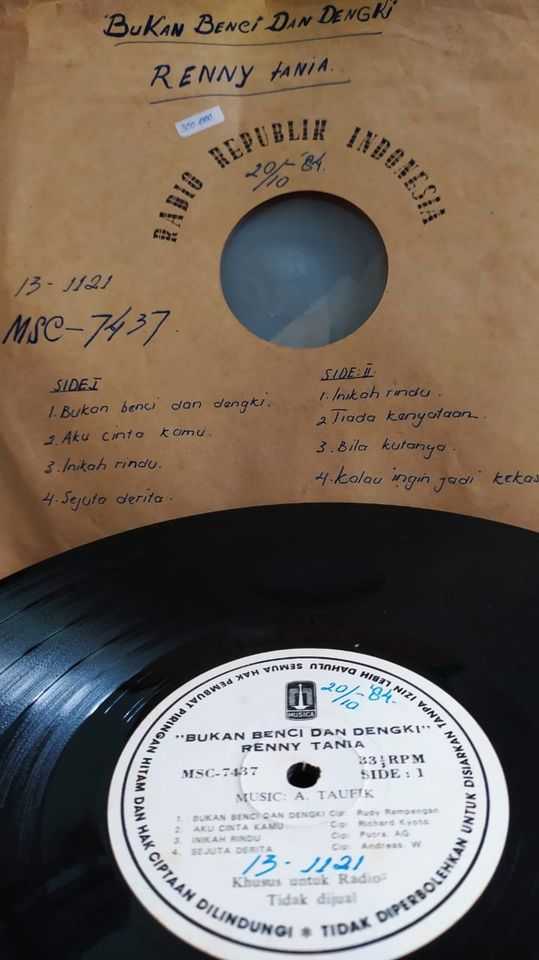 BUKAN BENCI DAN DENGKI
RENNY TANIA.
RADIO REPUBLIK INDONESIA
20/10-'84.
13-1121
MSC-7437.
SIDE.I
1. Bukan benci dan dengki.
2. Aku cinta kamu.
3. Inikah rindu.
4. Sejuta derita.
SIDE.II.
1. Inikah rindu.
2 Tiada kenyataan.
3. Bila kutanya.
4. Kalau ingin jadi kekas
SEMUA HAK PEMBUAT PIRINGAN HITAM DAN HAK CIPTAAN DILINDUNGI * TIDAK DIPERBOLEHKAN UNTUK DISIARKAN TANPA IZIN LEBIH DAHULU
MUSICA
20/10-'84.
"BUKAN BENCI DAN DENGKI"
RENNY TANIA
MSC-7437
33 1/3 RPM
SIDE : 1
MUSIC: A. TAUFIK
1. BUKAN BENCI DAN DENGKI Cip: Rudy Rampengan
2. AKU CINTA KAMU Cip: Richard Kyoto
3. INIKAH RINDU Cip: Putra. AG
4. SEJUTA DERITA Cip: Andreas. W
13-1121
Khusus untuk Radio
Tidak dijual